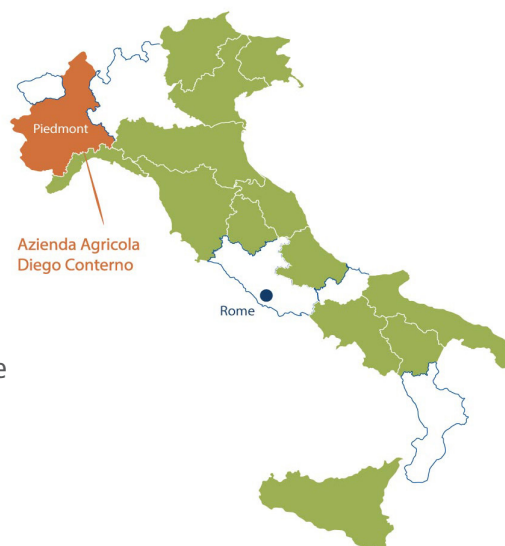 Piedmont
Azienda Agricola
Diego Conterno
Rome
e